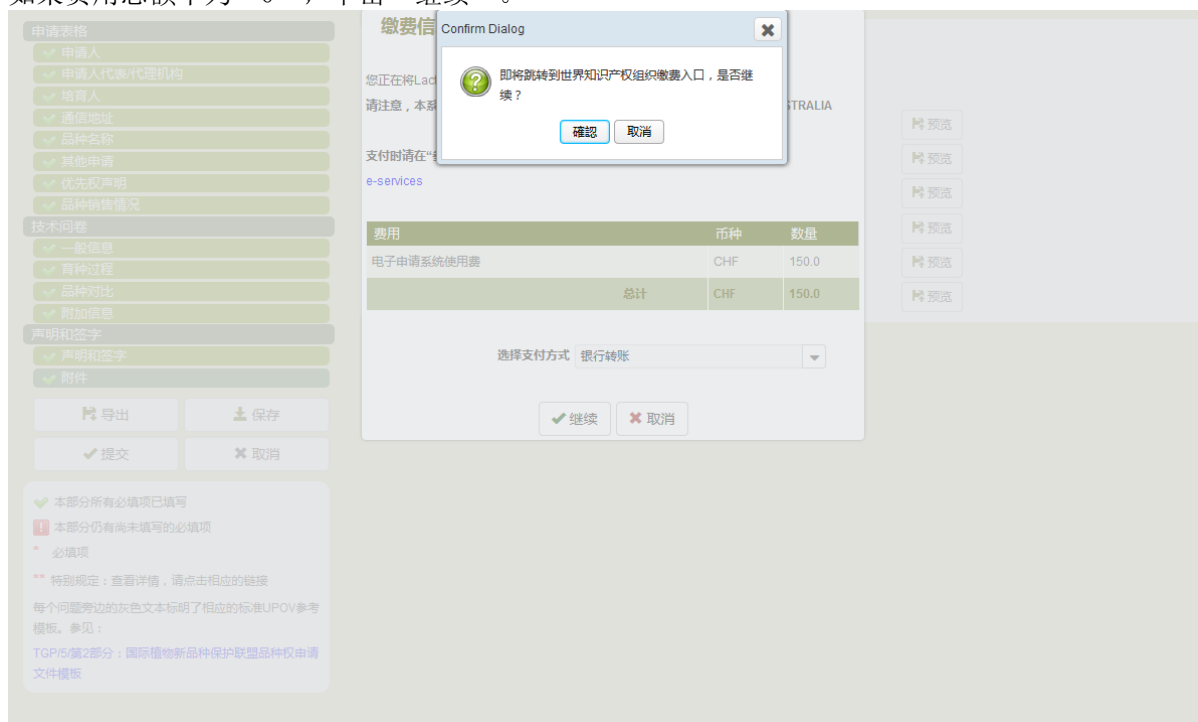 如果费用总额不为“0”，单击“继续”。
申请表格
申请人
申请人代表/代理机构
培育人
通信地址
品种名称
其他申请
优先权声明
品种销售情况
技术问卷
一般信息
育种过程
品种对比
附加信息
声明和签字
声明和签字
附件
导出 保存
提交 取消
本部分所有必填项已填写
本部分仍有尚未填写的必填项
* 必填项
** 特别规定：查看详情，请点击相应的链接
每个问题旁边的灰色文本标明了相应的标准UPOV参考
模板。参见：
TGP/5/第2部分：国际植物新品种保护联盟品种权申请
文件模板
缴费信
Confirm Dialog
即将跳转到世界知识产权组织缴费入口，是否继
续？
確認 取消
您正在将Lad
请注意，本系 STRALIA
支付时请在“
e-services
费用 币种 数量
电子申请系统使用费 CHF 150.0
总计 CHF 150.0
选择支付方式 银行转账
继续 取消
预览
预览
预览
预览
预览
预览